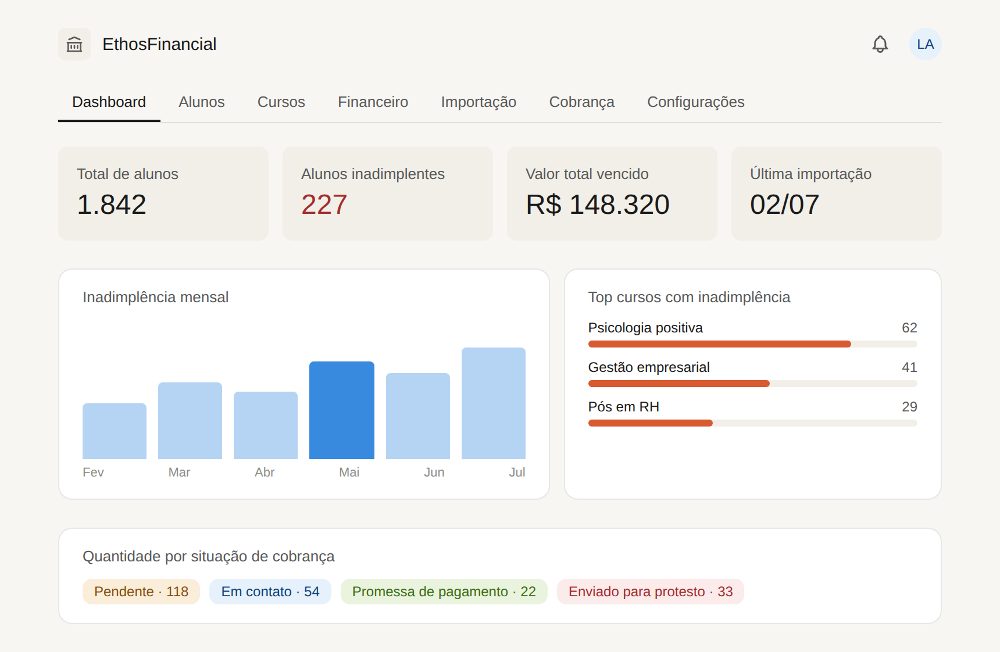 EthosFinancial
LA
Dashboard Alunos Cursos Financeiro Importação Cobrança Configurações
Total de alunos
1.842
Alunos inadimplentes
227
Valor total vencido
R$ 148.320
Última importação
02/07
Inadimplência mensal
Fev Mar Abr Mai Jun Jul
Top cursos com inadimplência
Psicologia positiva 62
Gestão empresarial 41
Pós em RH 29
Quantidade por situação de cobrança
Pendente · 118 Em contato · 54 Promessa de pagamento · 22 Enviado para protesto · 33